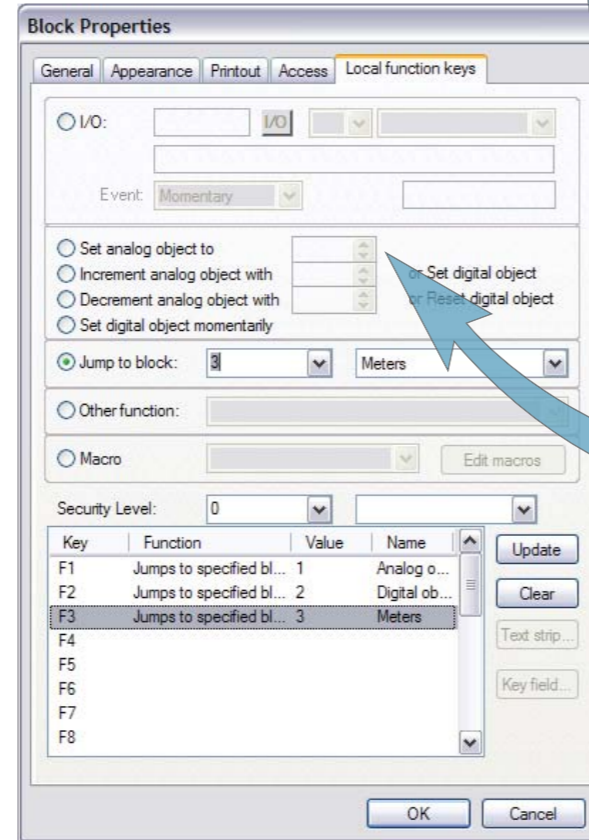 Block Properties
General Appearance Printout Access Local function keys
I/O: I/O
Event: Momentary
Set analog object to
Increment analog object with or Set digital object
Decrement analog object with or Reset digital object
Set digital object momentarily
Jump to block: 3 Meters
Other function:
Macro Edit macros
Security Level: 0
Key Function Value Name
F1 Jumps to specified bl... 1 Analog o...
F2 Jumps to specified bl... 2 Digital ob...
F3 Jumps to specified bl... 3 Meters
F4
F5
F6
F7
F8
Update
Clear
Text strip...
Key field...
OK Cancel